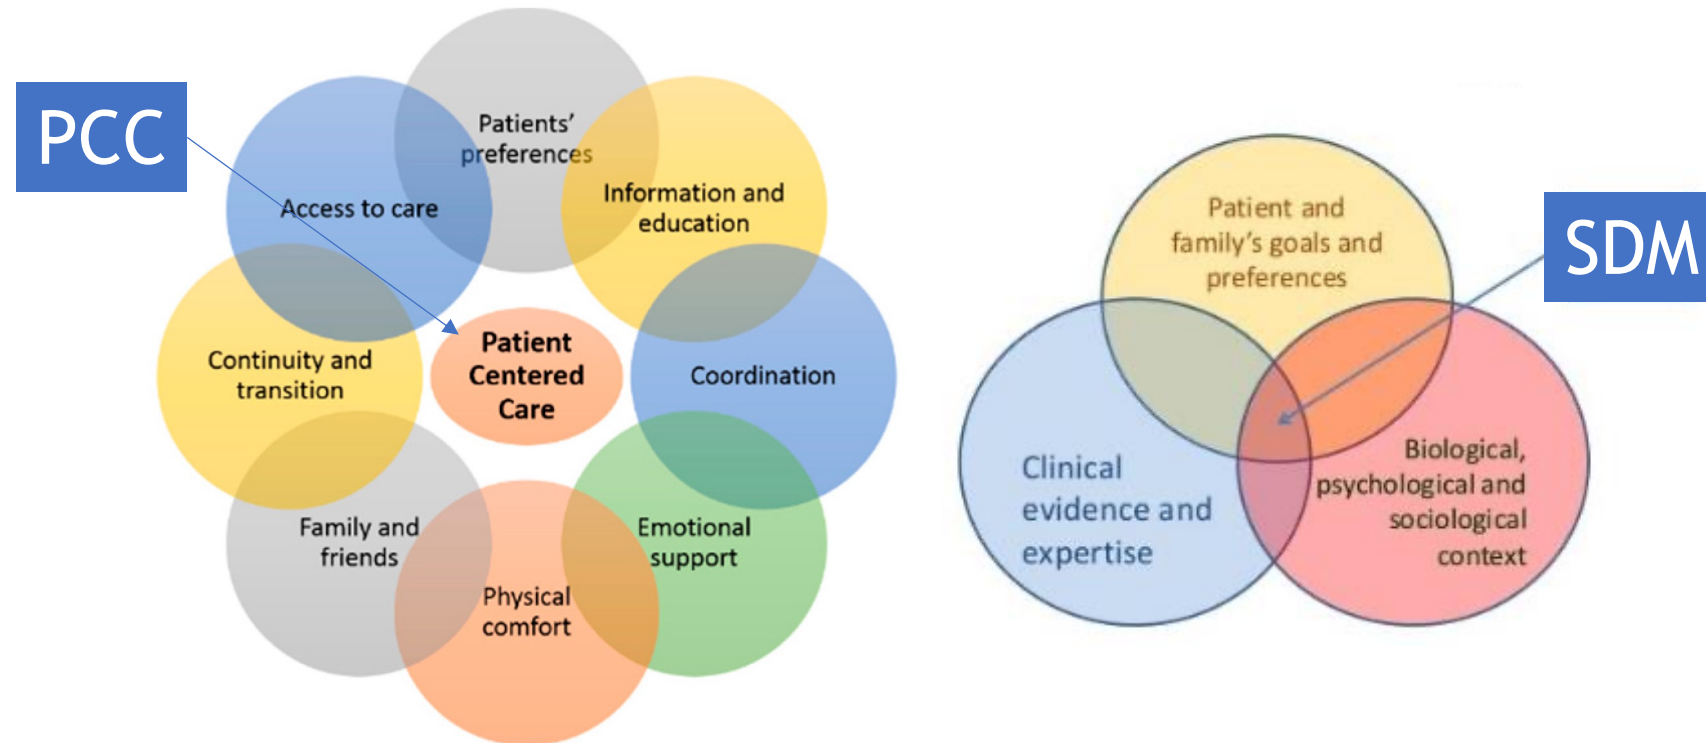 PCC
Patients'
preferences
Access to care
Information and
education
Continuity and
transition
Patient
Centered
Care
Coordination
Family and
friends
Emotional
support
Physical
comfort
SDM
Patient and
family's goals and
preferences
Clinical
evidence and
expertise
Biological,
psychological and
sociological
context